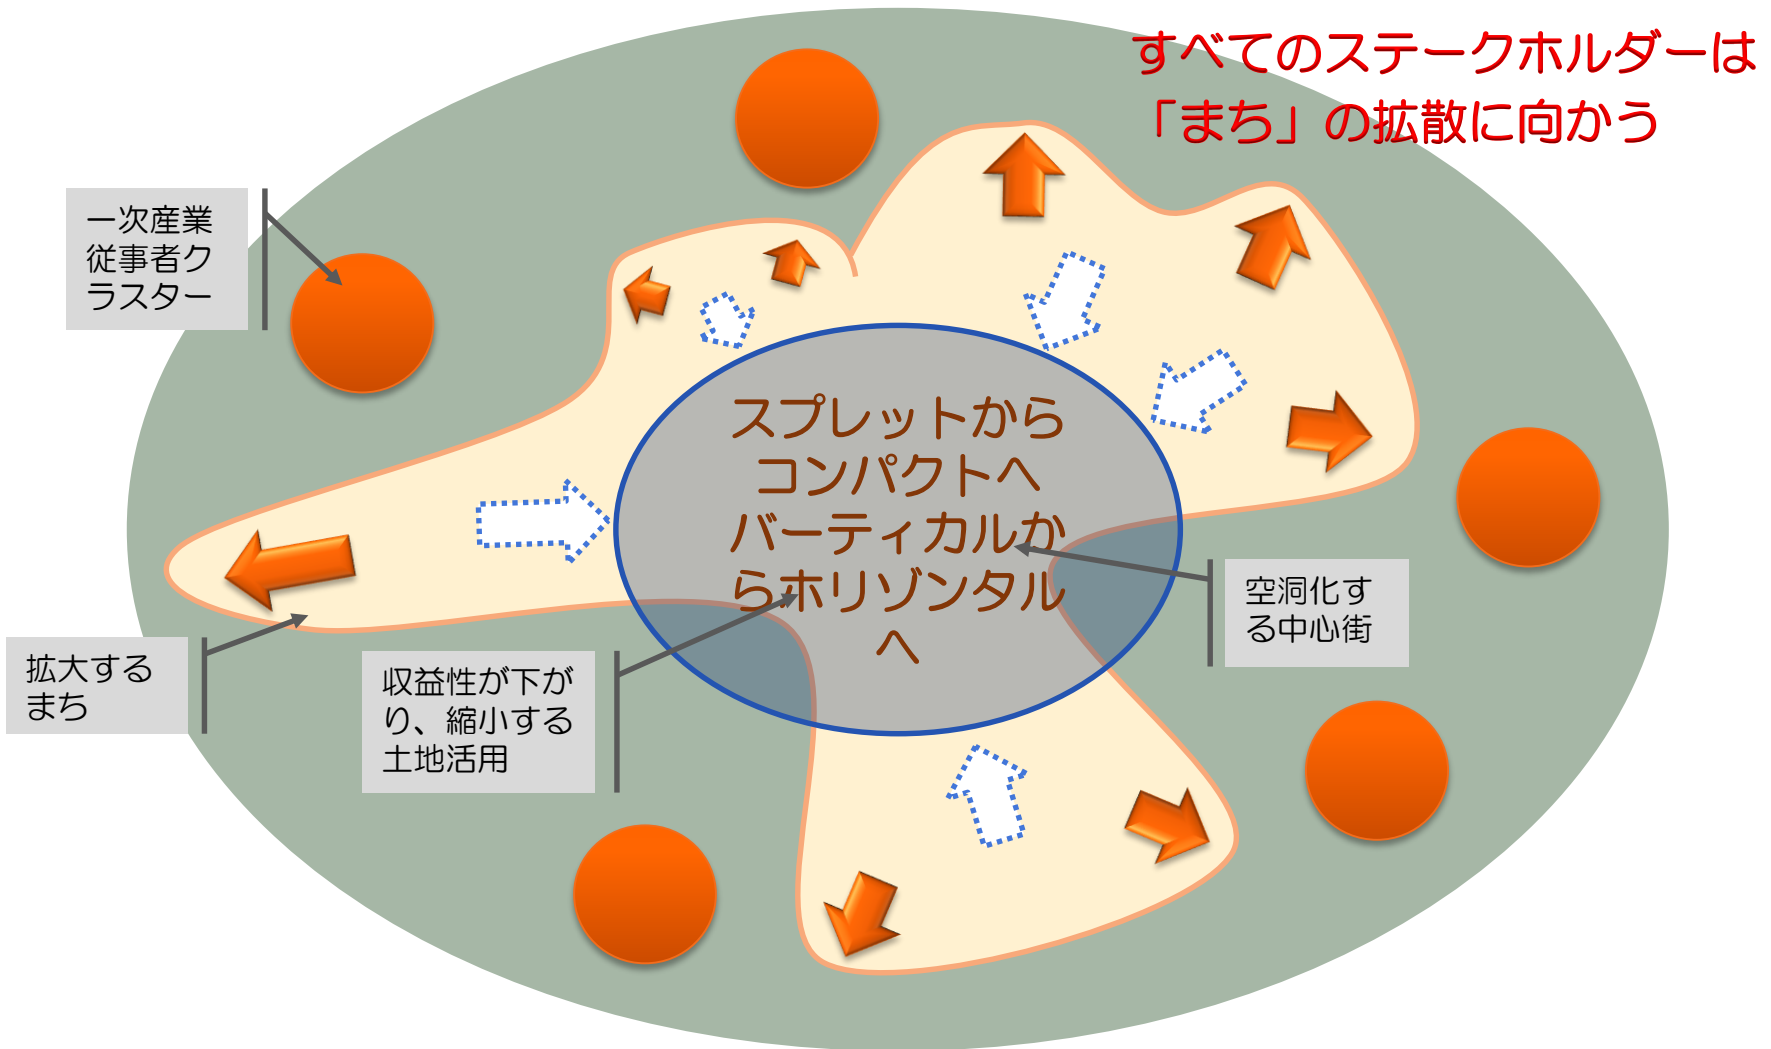 すべてのステークホルダーは
「まち」の拡散に向かう
一次産業
従事者ク
ラスター
スプレットから
コンパクトへ
バーティカルか
らホリゾンタル
へ
空洞化す
る中心街
拡大する
まち
収益性が下が
り、縮小する
土地活用